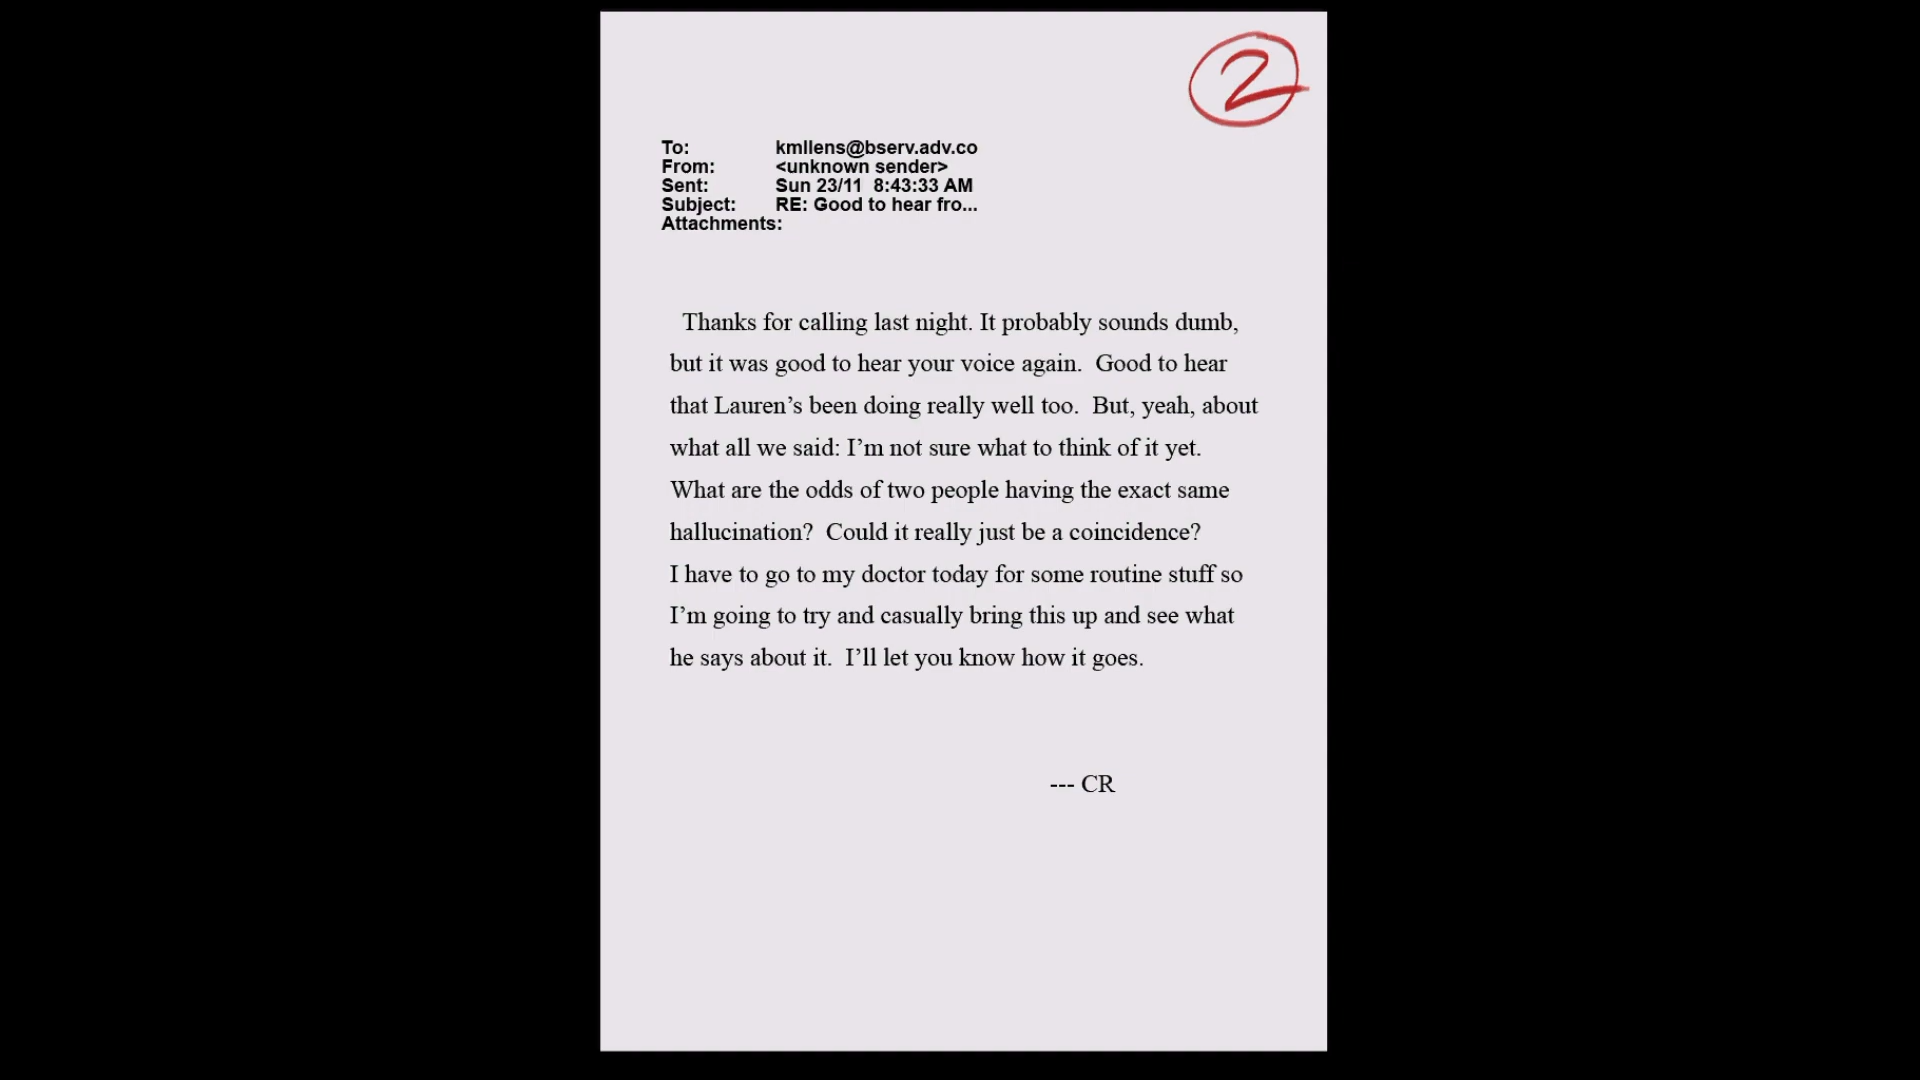 2
To: kmllens@bserv.adv.co
From: <unknown sender>
Sent: Sun 23/11  8:43:33 AM
Subject: RE: Good to hear fro...
Attachments:
Thanks for calling last night. It probably sounds dumb,
but it was good to hear your voice again.  Good to hear
that Lauren’s been doing really well too.  But, yeah, about
what all we said: I’m not sure what to think of it yet.
What are the odds of two people having the exact same
hallucination?  Could it really just be a coincidence?
I have to go to my doctor today for some routine stuff so
I’m going to try and casually bring this up and see what
he says about it.  I’ll let you know how it goes.
--- CR